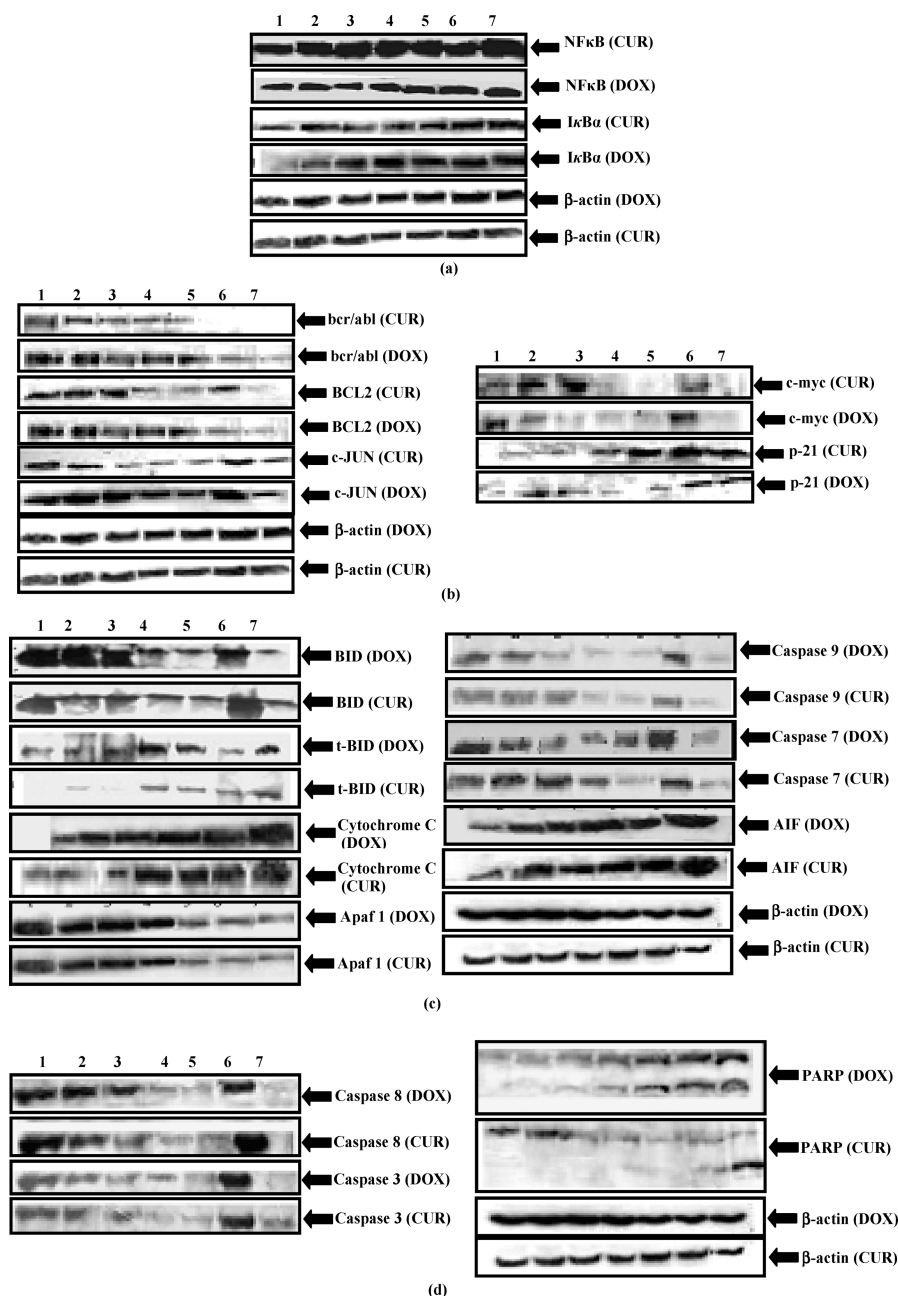 1 2 3 4 5 6 7
NFκB (CUR)
NFκB (DOX)
IκBα (CUR)
IκBα (DOX)
β-actin (DOX)
β-actin (CUR)
(a)
1 2 3 4 5 6 7
bcr/abl (CUR)
bcr/abl (DOX)
BCL2 (CUR)
BCL2 (DOX)
c-JUN (CUR)
c-JUN (DOX)
β-actin (DOX)
β-actin (CUR)
1 2 3 4 5 6 7
c-myc (CUR)
c-myc (DOX)
p-21 (CUR)
p-21 (DOX)
(b)
1 2 3 4 5 6 7
BID (DOX)
BID (CUR)
t-BID (DOX)
t-BID (CUR)
Cytochrome C
(DOX)
Cytochrome C
(CUR)
Apaf 1 (DOX)
Apaf 1 (CUR)
Caspase 9 (DOX)
Caspase 9 (CUR)
Caspase 7 (DOX)
Caspase 7 (CUR)
AIF (DOX)
AIF (CUR)
β-actin (DOX)
β-actin (CUR)
(c)
1 2 3 4 5 6 7
Caspase 8 (DOX)
Caspase 8 (CUR)
Caspase 3 (DOX)
Caspase 3 (CUR)
PARP (DOX)
PARP (CUR)
β-actin (DOX)
β-actin (CUR)
(d)